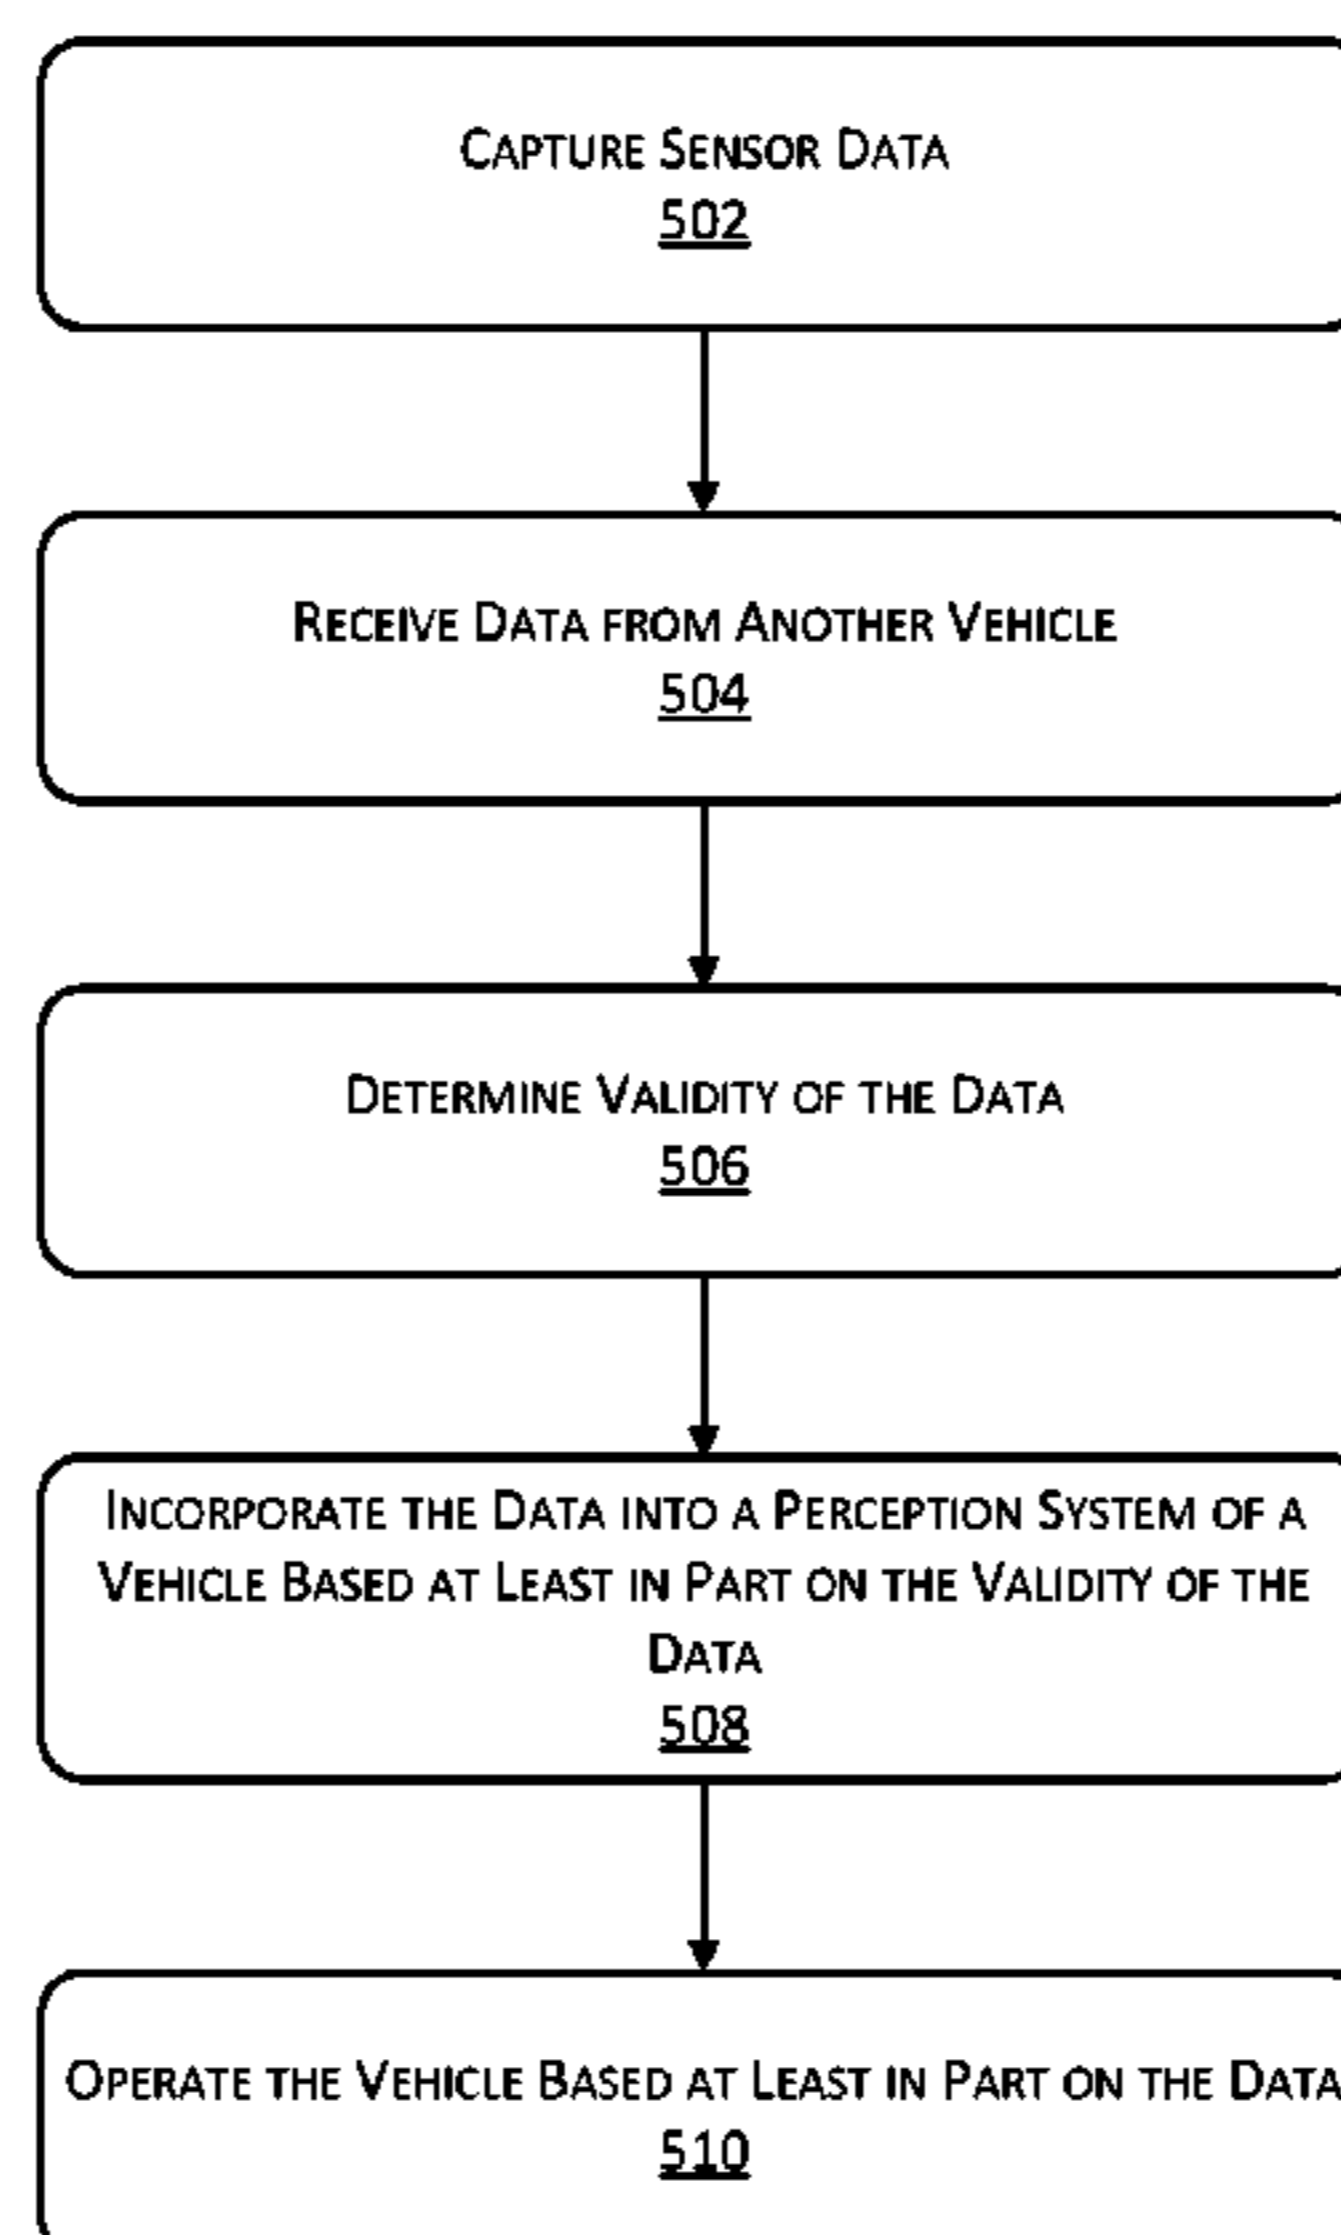 CAPTURE SENSOR DATA
502
RECEIVE DATA FROM ANOTHER VEHICLE
504
DETERMINE VALIDITY OF THE DATA
506
INCORPORATE THE DATA INTO A PERCEPTION SYSTEM OF A
VEHICLE BASED AT LEAST IN PART ON THE VALIDITY OF THE
DATA
508
OPERATE THE VEHICLE BASED AT LEAST IN PART ON THE DATA
510